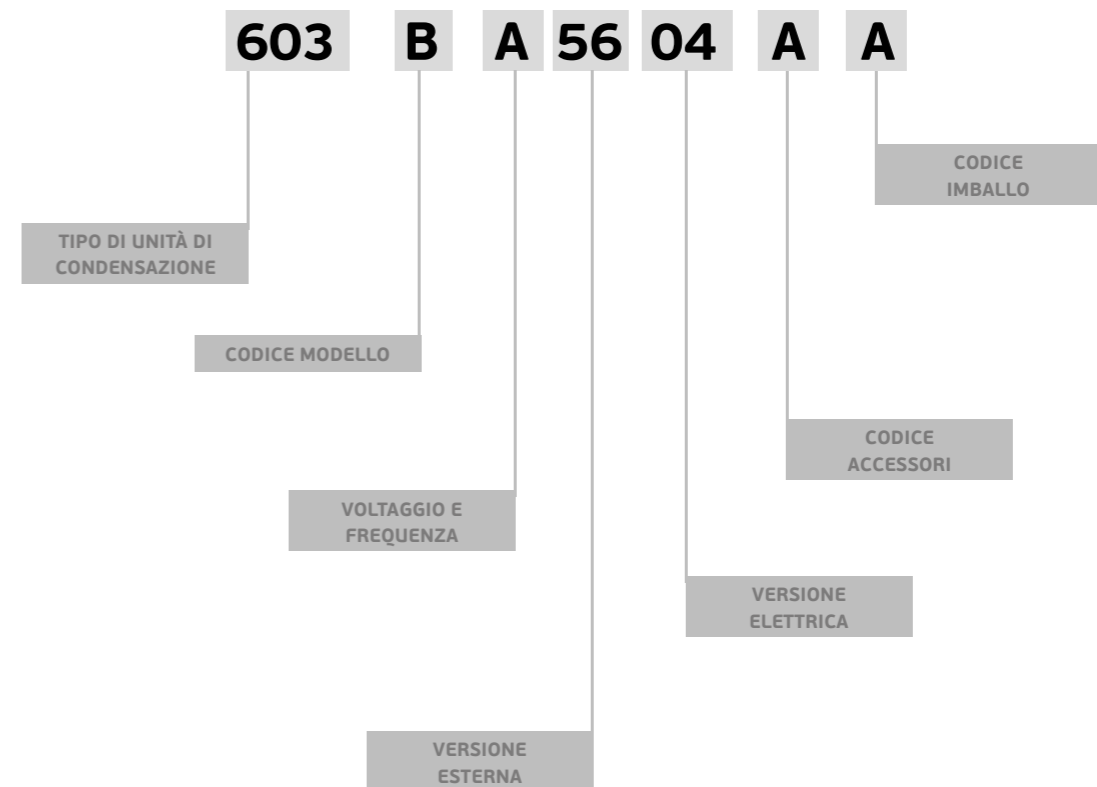 603 B A 56 04 A A
CODICE
IMBALLO
TIPO DI UNITÀ DI
CONDENSAZIONE
CODICE MODELLO
CODICE
ACCESSORI
VOLTAGGIO E
FREQUENZA
VERSIONE
ELETTRICA
VERSIONE
ESTERNA